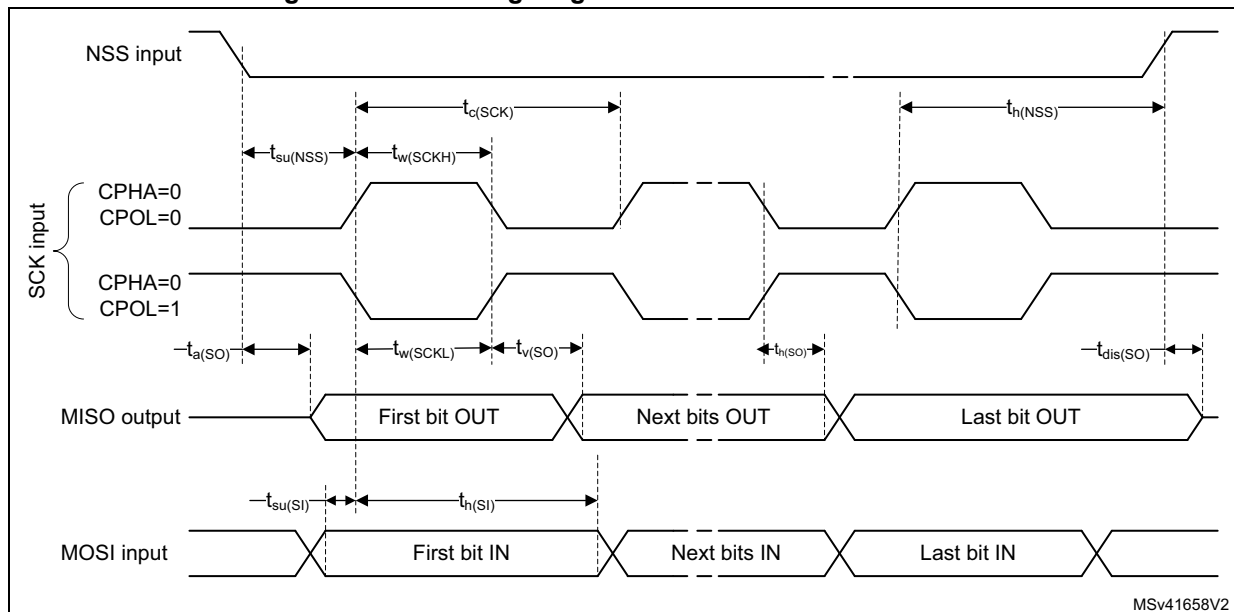 NSS input
tc(SCK)
th(NSS)
tsu(NSS)
tw(SCKH)
SCK input
CPHA=0
CPOL=0
CPHA=0
CPOL=1
ta(SO)
tw(SCKL)
tv(SO)
th(SO)
tdis(SO)
MISO output
First bit OUT
Next bits OUT
Last bit OUT
tsu(SI)
th(SI)
MOSI input
First bit IN
Next bits IN
Last bit IN
MSv41658V2